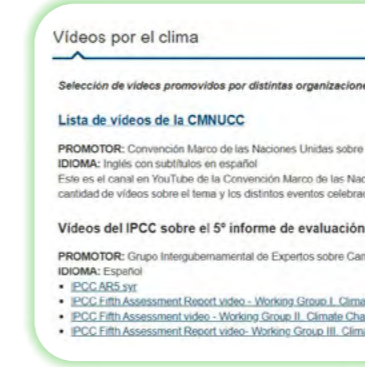 Vídeos por el clima
Selección de vídeos promovidos por distintas organizacione
Lista de vídeos de la CMNUCC
PROMOTOR: Convención Marco de las Naciones Unidas sobre
IDIOMA: Inglés con subtítulos en español
Este es el canal en YouTube de la Convención Marco de las Nac
cantidad de vídeos sobre el tema y los distintos eventos celebra
Vídeos del IPCC sobre el 5º informe de evaluación
PROMOTOR: Grupo Intergubernamental de Expertos sobre Cam
IDIOMA: Español
• IPCC AR5 syr
• IPCC Fifth Assessment Report video - Working Group I. Clima
• IPCC Fifth Assessment video - Working Group II. Climate Cha
• IPCC Fifth Assessment Report video- Working Group III. Clima